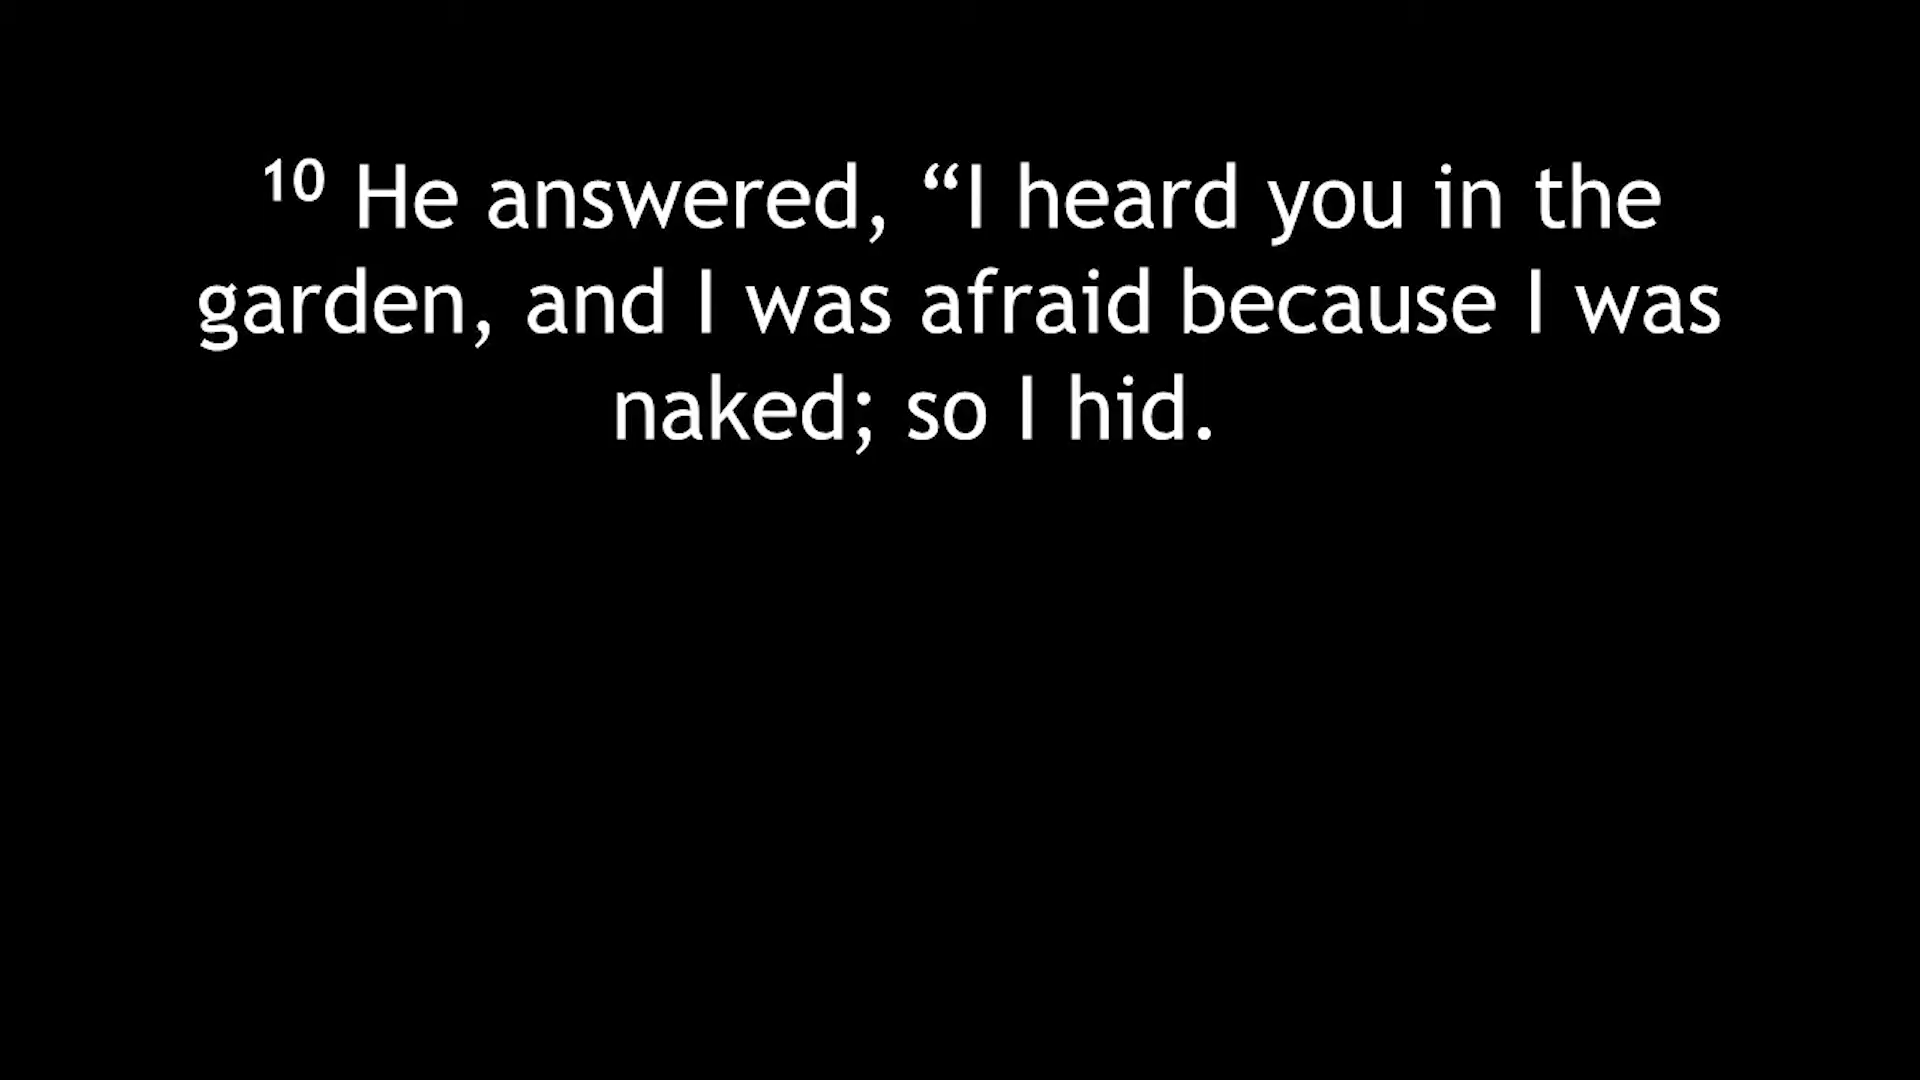 ¹⁰ He answered, “I heard you in the
garden, and I was afraid because I was
naked; so I hid.